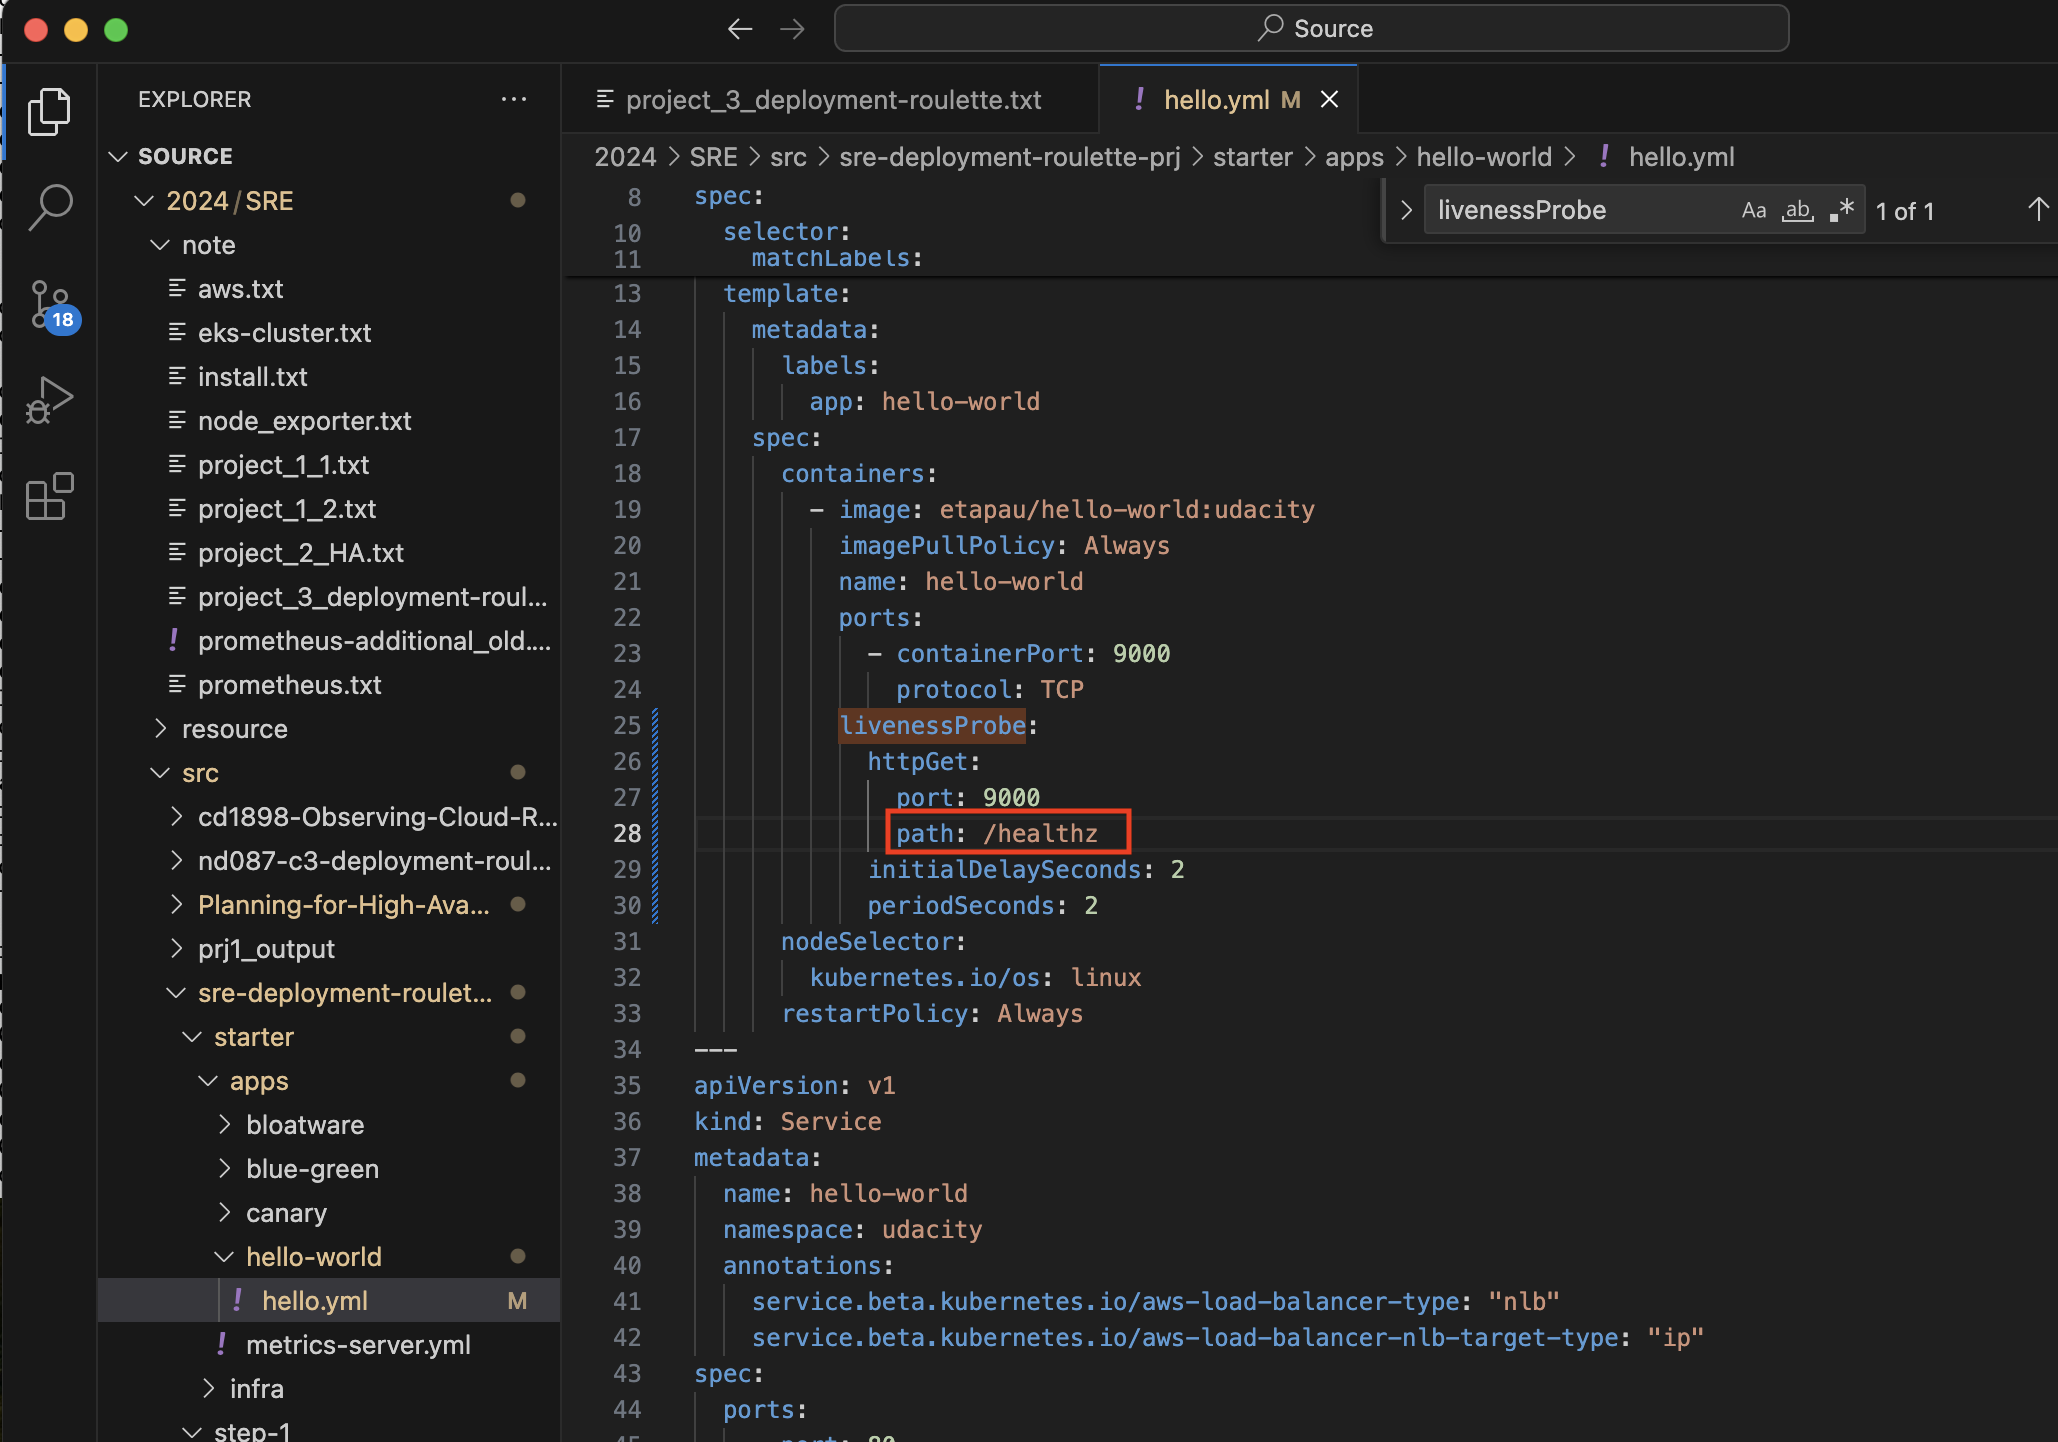 Source
EXPLORER
SOURCE
2024/SRE
note
aws.txt
eks-cluster.txt
install.txt
node_exporter.txt
project_1_1.txt
project_1_2.txt
project_2_HA.txt
project_3_deployment-roul...
prometheus-additional_old....
prometheus.txt
resource
src
cd1898-Observing-Cloud-R...
nd087-c3-deployment-roul...
Planning-for-High-Ava...
prj1_output
sre-deployment-roulet...
starter
apps
bloatware
blue-green
canary
hello-world
hello.yml M
metrics-server.yml
infra
step-1
18
project_3_deployment-roulette.txt
hello.yml M
2024 > SRE > src > sre-deployment-roulette-prj > starter > apps > hello-world > hello.yml
livenessProbe Aa ab .* 1 of 1
8 spec:
10 selector:
11 matchLabels:
13 template:
14 metadata:
15 labels:
16 app: hello-world
17 spec:
18 containers:
19 - image: etapau/hello-world:udacity
20 imagePullPolicy: Always
21 name: hello-world
22 ports:
23 - containerPort: 9000
24 protocol: TCP
25 livenessProbe:
26 httpGet:
27 port: 9000
28 path: /healthz
29 initialDelaySeconds: 2
30 periodSeconds: 2
31 nodeSelector:
32 kubernetes.io/os: linux
33 restartPolicy: Always
34 ---
35 apiVersion: v1
36 kind: Service
37 metadata:
38 name: hello-world
39 namespace: udacity
40 annotations:
41 service.beta.kubernetes.io/aws-load-balancer-type: "nlb"
42 service.beta.kubernetes.io/aws-load-balancer-nlb-target-type: "ip"
43 spec:
44 ports:
45 port: 80